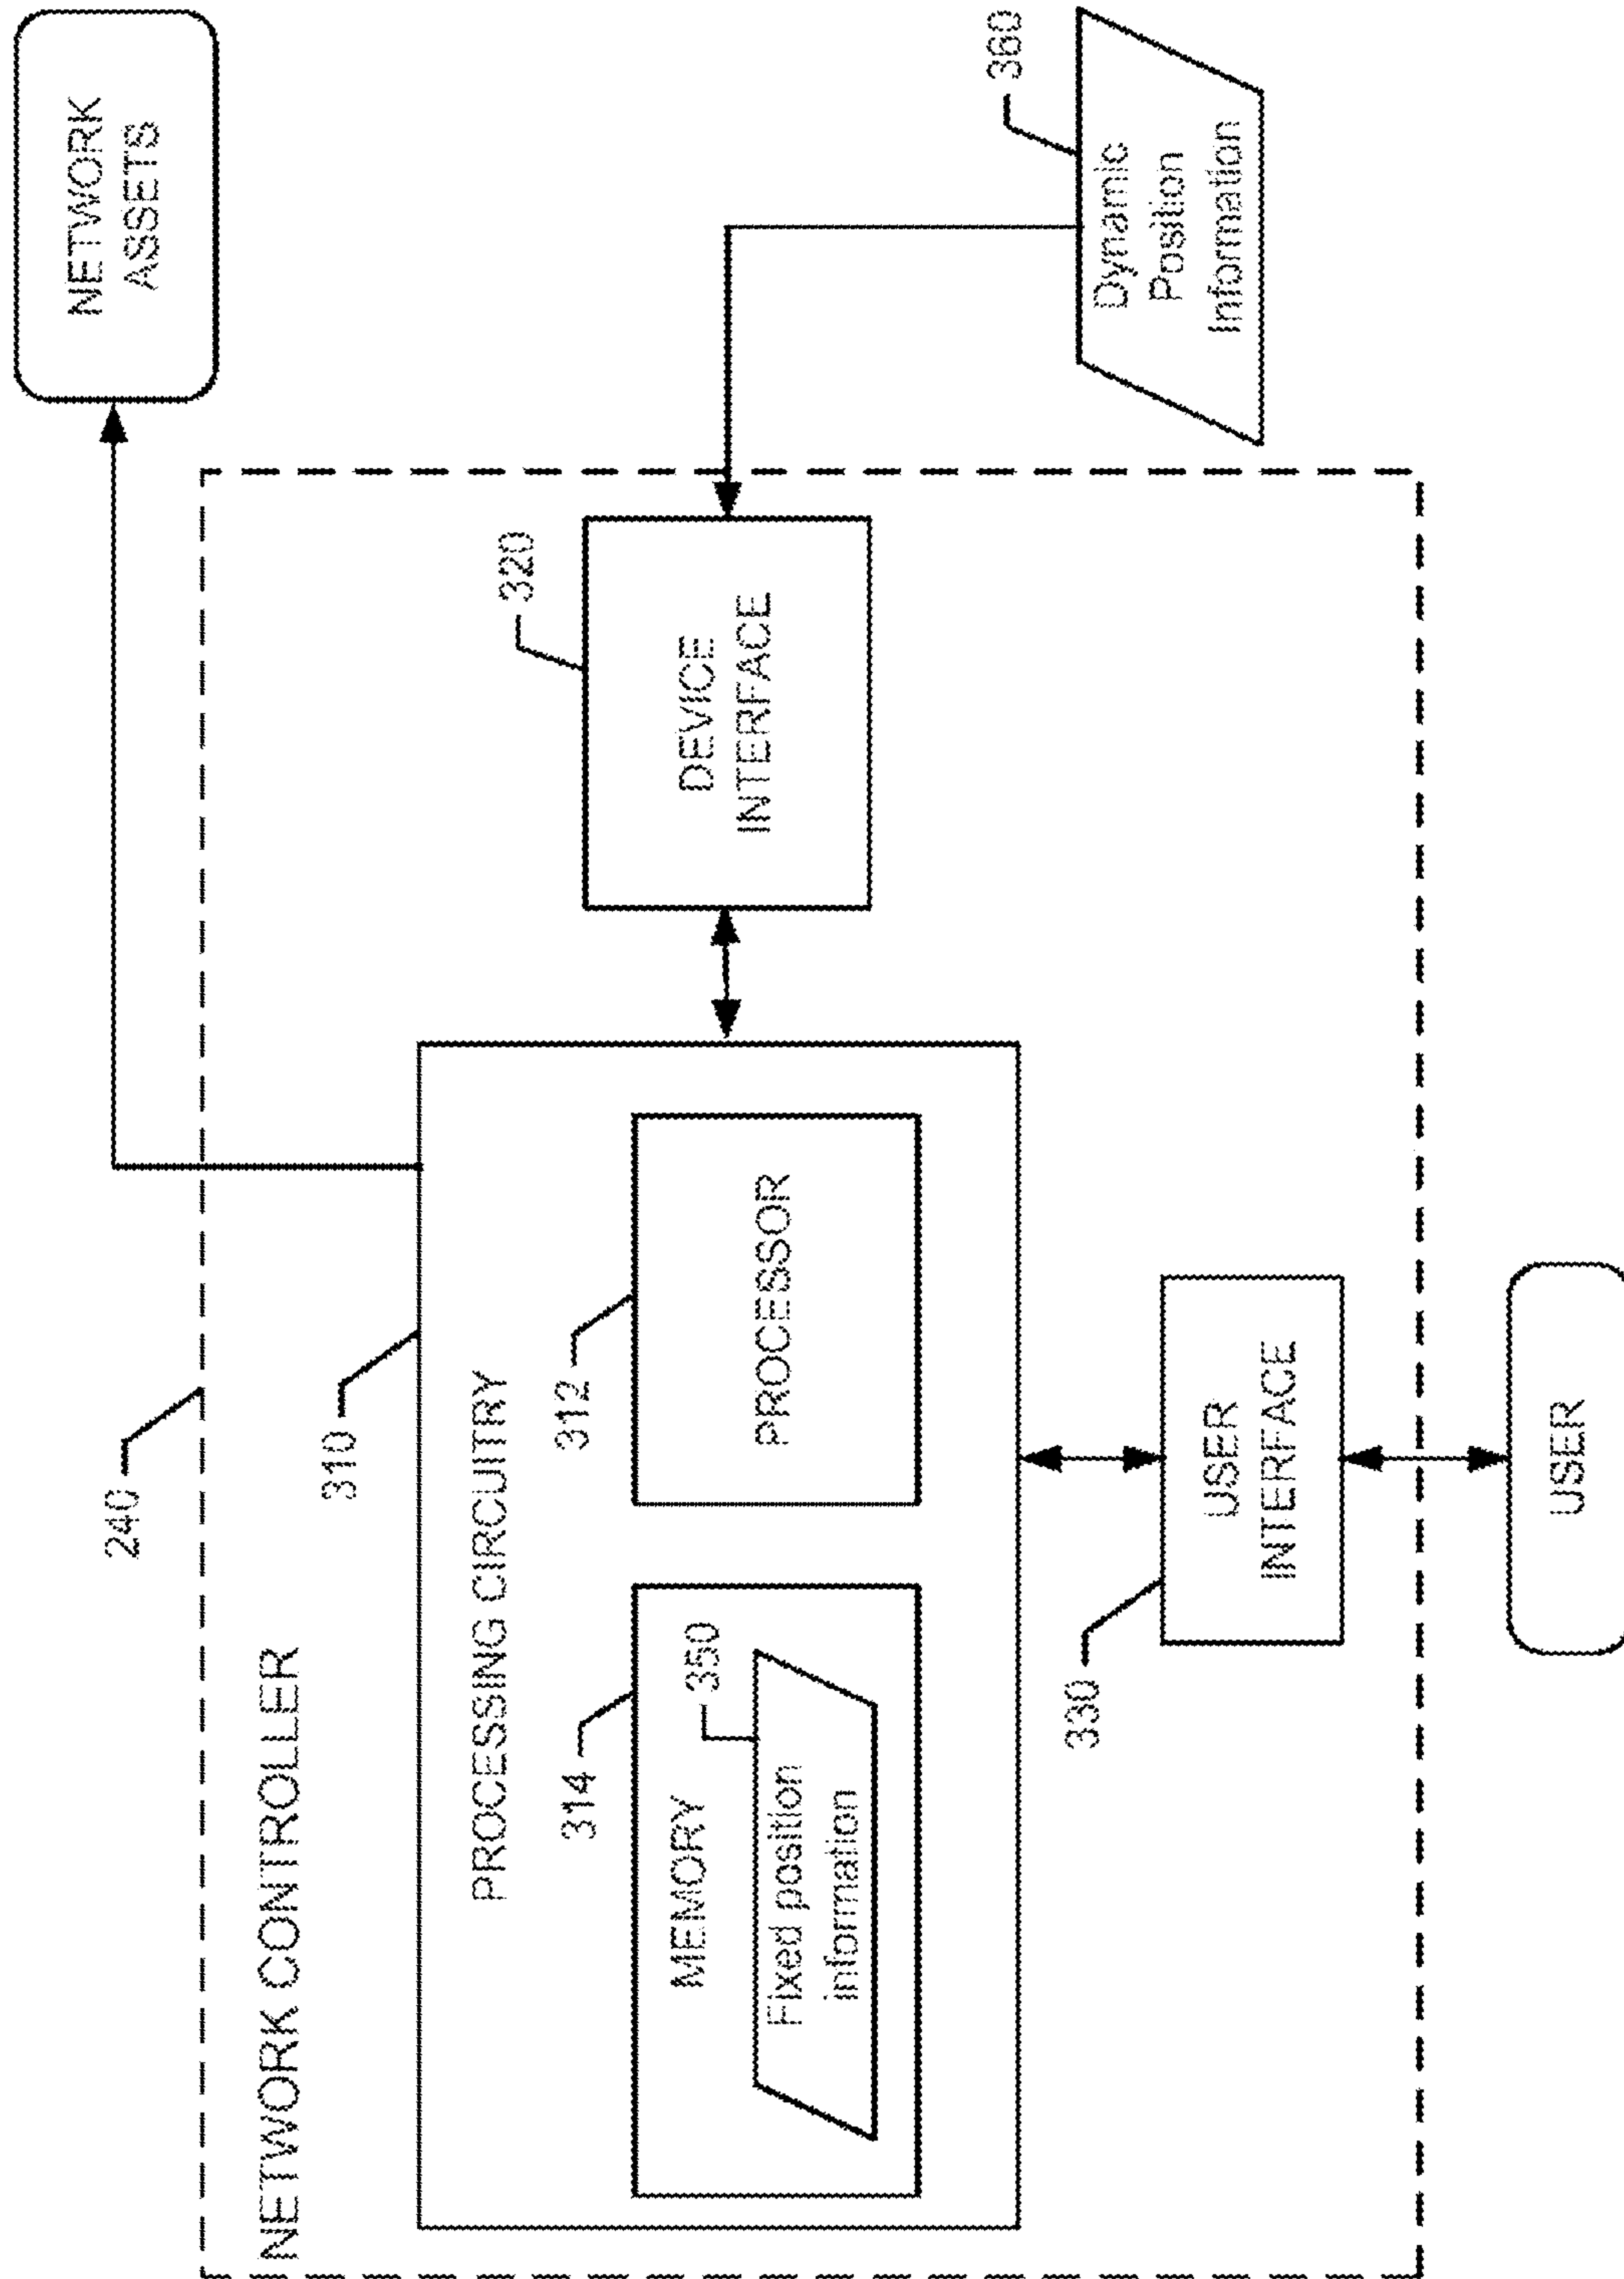 NETWORK
ASSETS
240
NETWORK CONTROLLER
310
PROCESSING CIRCUITRY
320
DEVICE
INTERFACE
314
MEMORY
350
Fixed position
information
312
PROCESSOR
360
Dynamic
Position
Information
330
USER
INTERFACE
USER